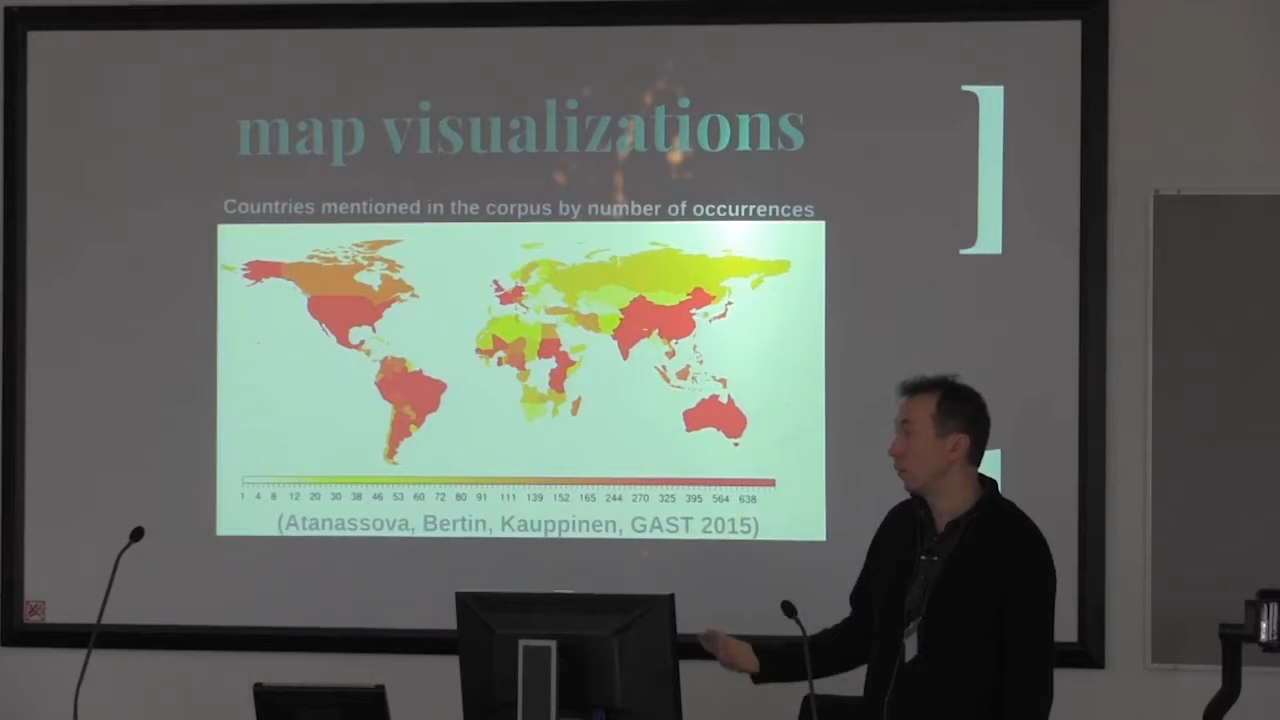 map visualizations
]
Countries mentioned in the corpus by number of occurrences
1 4 8 12 20 30 38 46 53 60 72 80 91 111 139 152 165 244 270 325 395 564 638
(Atanassova, Bertin, Kauppinen, GAST 2015)